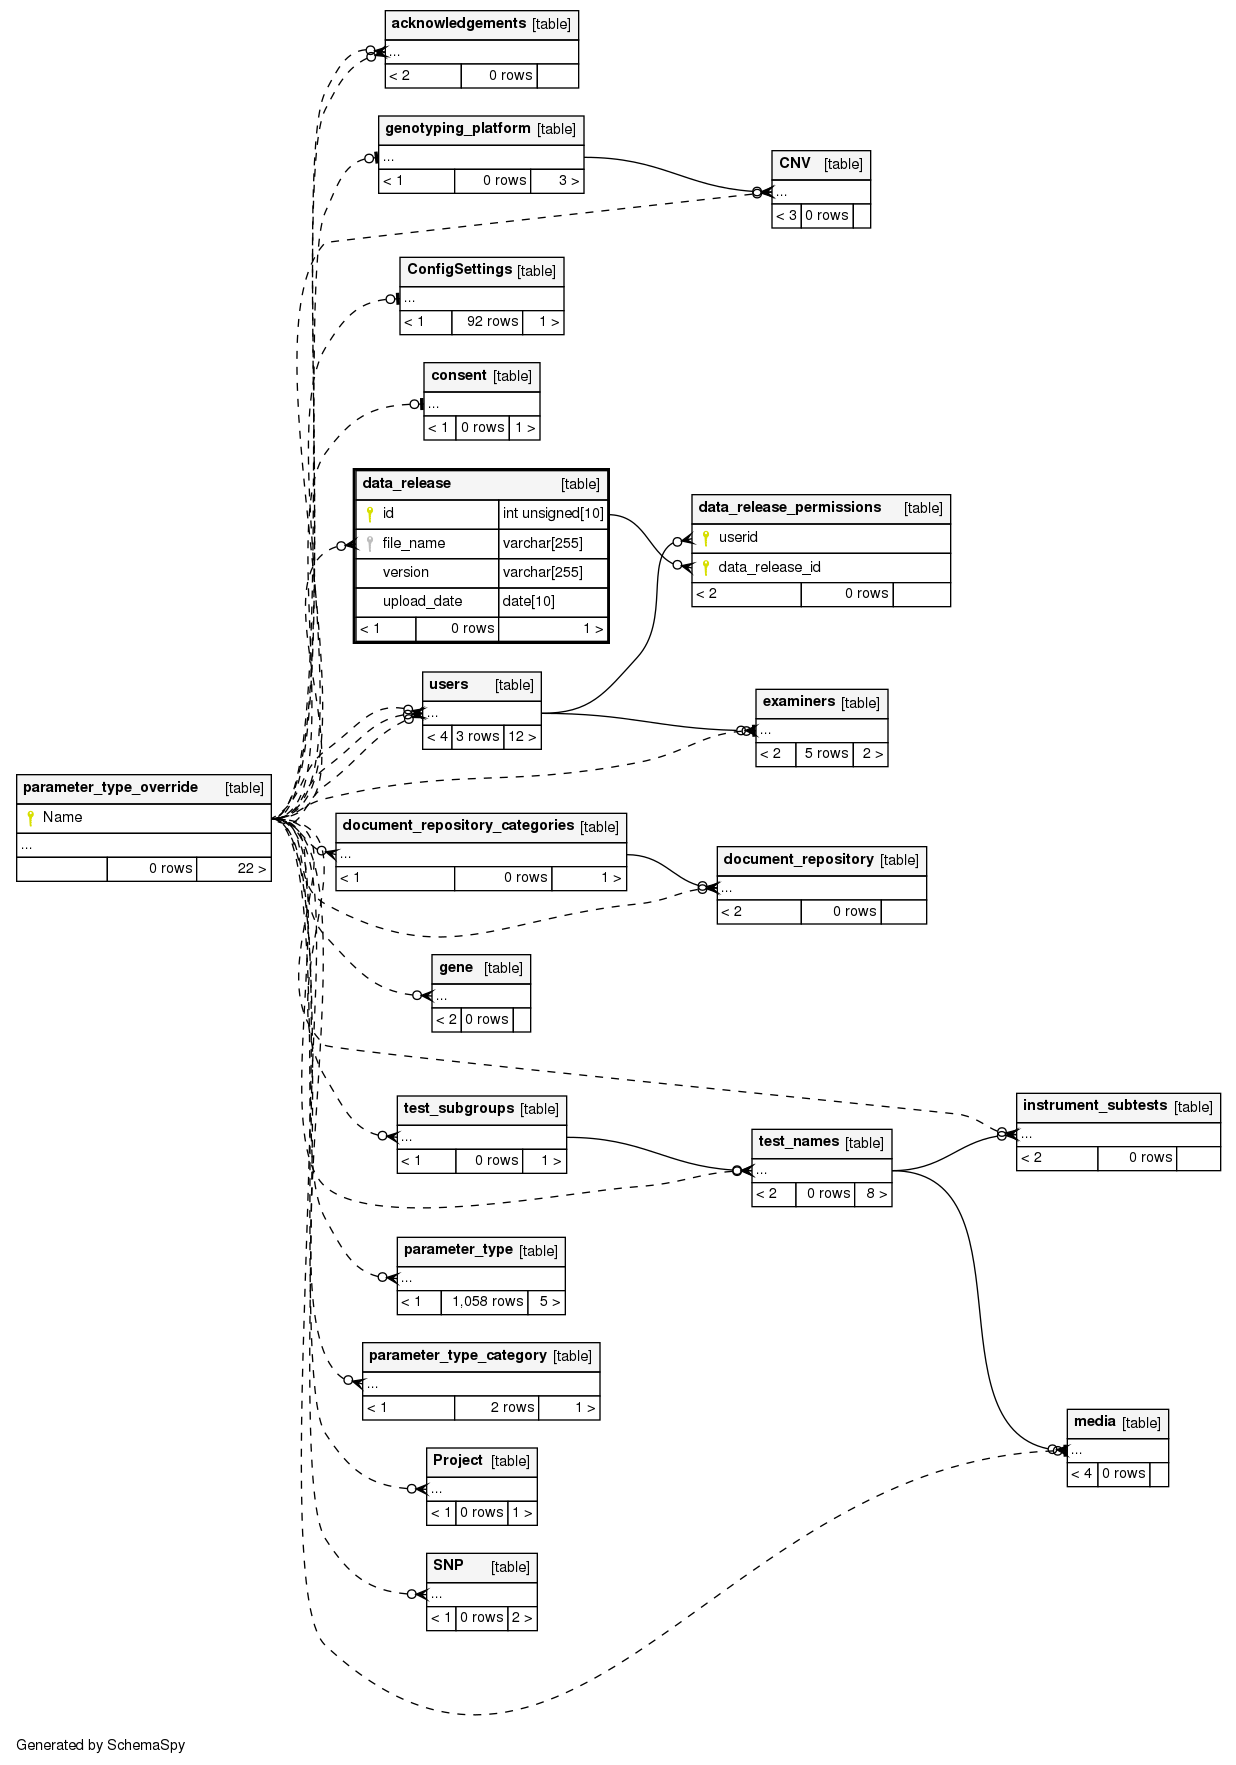 acknowledgements [table]
...
< 2 0 rows
genotyping_platform [table]
...
< 1 0 rows 3 >
CNV [table]
...
< 3 0 rows
ConfigSettings [table]
...
< 1 92 rows 1 >
consent [table]
...
< 1 0 rows 1 >
data_release [table]
id int unsigned[10]
file_name varchar[255]
version varchar[255]
upload_date date[10]
< 1 0 rows 1 >
data_release_permissions [table]
userid
data_release_id
< 2 0 rows
users [table]
...
< 4 3 rows 12 >
examiners [table]
...
< 2 5 rows 2 >
parameter_type_override [table]
Name
...
0 rows 22 >
document_repository_categories [table]
...
< 1 0 rows 1 >
document_repository [table]
...
< 2 0 rows
gene [table]
...
< 2 0 rows
test_subgroups [table]
...
< 1 0 rows 1 >
test_names [table]
...
< 2 0 rows 8 >
instrument_subtests [table]
...
< 2 0 rows
parameter_type [table]
...
< 1 1,058 rows 5 >
parameter_type_category [table]
...
< 1 2 rows 1 >
media [table]
...
< 4 0 rows
Project [table]
...
< 1 0 rows 1 >
SNP [table]
...
< 1 0 rows 2 >
Generated by SchemaSpy